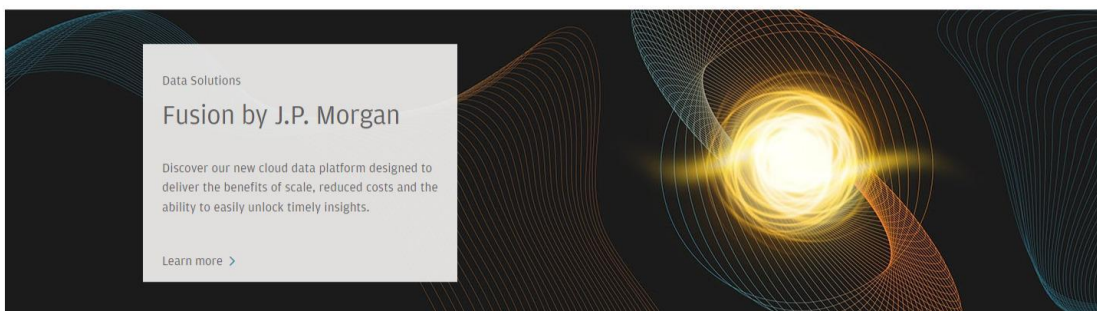 Data Solutions
Fusion by J.P. Morgan
Discover our new cloud data platform designed to
deliver the benefits of scale, reduced costs and the
ability to easily unlock timely insights.
Learn more